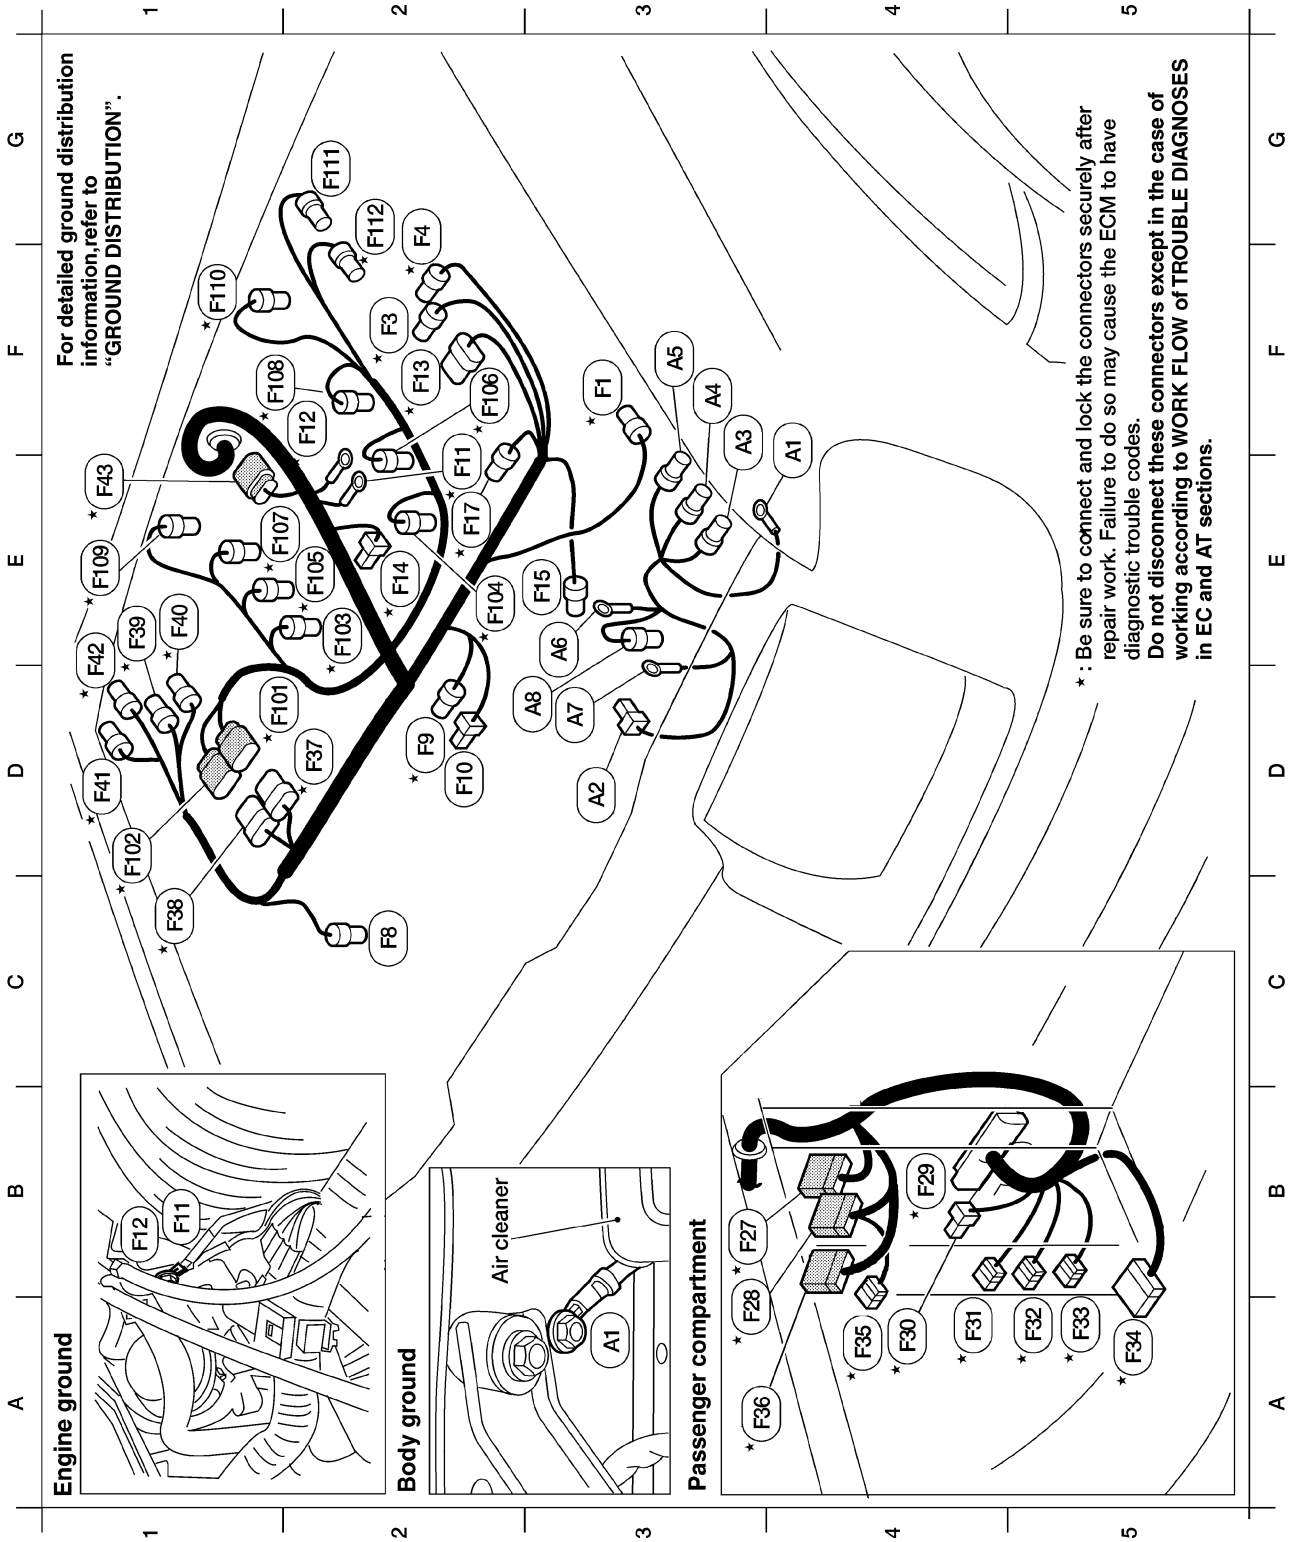 1
2
3
4
5
G
F
E
D
C
B
A
For detailed ground distribution
information,refer to
“GROUND DISTRIBUTION”.
★: Be sure to connect and lock the connectors securely after
repair work. Failure to do so may cause the ECM to have
diagnostic trouble codes.
Do not disconnect these connectors except in the case of
working according to WORK FLOW of TROUBLE DIAGNOSES
in EC and AT sections.
F111
F112 ★
★ F4
★ F110
★ F3
★ F13
★ F108
★ F12
★ F106
★ F11
★ F1
A5
A4
A3
A1
★ F43
★ F17
★ F107
★ F109
★ F105
★ F14
★ F104
F15
★ F103
A6
A8
A7
A2
★ F42
★ F39
★ F40
★ F41
★ F101
★ F37
★ F9
F10
★ F102
★ F38
F8
Engine ground
F12
F11
Body ground
Air cleaner
A1
Passenger compartment
★ F27
★ F28
★ F36
★ F29
★ F35
★ F30
★ F31
★ F32
★ F33
★ F34
1
2
3
4
5
G
F
E
D
C
B
A